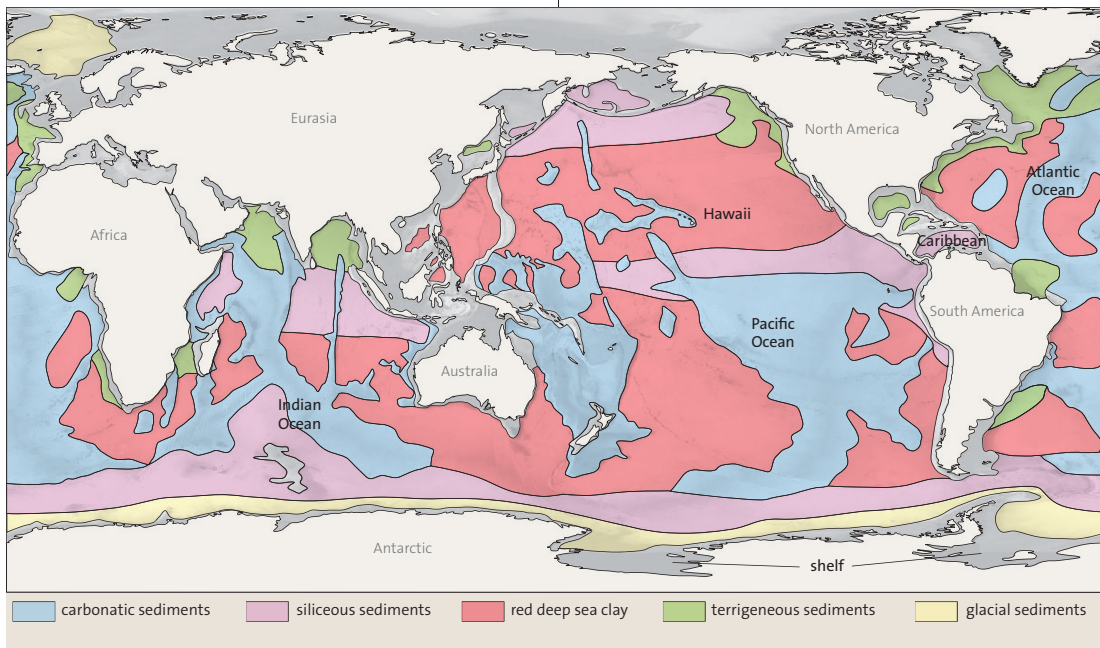 Eurasia
North America
Atlantic
Ocean
Africa
Hawaii
Caribbean
South America
Pacific
Ocean
Australia
Indian
Ocean
Antarctic
shelf
carbonatic sediments
siliceous sediments
red deep sea clay
terrigeneous sediments
glacial sediments